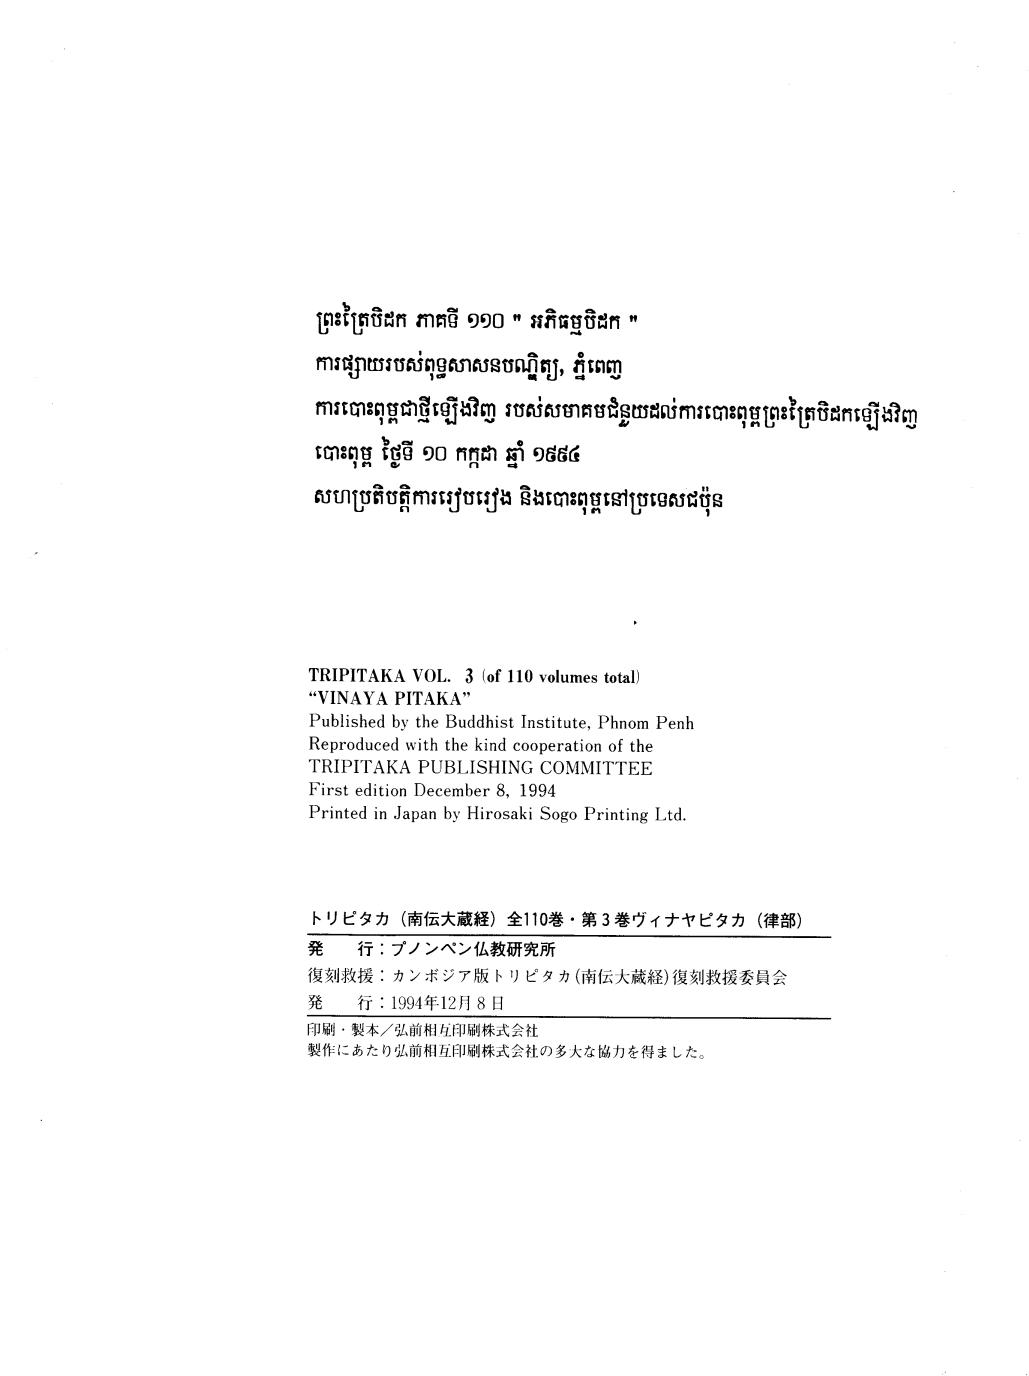 ព្រះត្រៃបិដក ភាគទី ១១០ " អភិធម្មបិដក "
ការផ្សាយរបស់ពុទ្ធសាសនបណ្ឌិត្យ, ភ្នំពេញ
ការបោះពុម្ពជាថ្មីឡើងវិញ របស់សមាគមជំនួយដល់ការបោះពុម្ពព្រះត្រៃបិដកឡើងវិញ
បោះពុម្ព ថ្ងៃទី ១០ កក្កដា ឆ្នាំ ១៩៩៤
សហប្រតិបត្តិការរៀបរៀង និងបោះពុម្ពនៅប្រទេសជប៉ុន
TRIPITAKA VOL. 3 (of 110 volumes total)
“VINAYA PITAKA”
Published by the Buddhist Institute, Phnom Penh
Reproduced with the kind cooperation of the
TRIPITAKA PUBLISHING COMMITTEE
First edition December 8, 1994
Printed in Japan by Hirosaki Sogo Printing Ltd.
トリピタカ（南伝大蔵経）全110巻・第3巻ヴィナヤピタカ（律部）
発　行：プノンペン仏教研究所
復刻救援：カンボジア版トリピタカ(南伝大蔵経)復刻救援委員会
発　行：1994年12月8日
印刷・製本／弘前相互印刷株式会社
製作にあたり弘前相互印刷株式会社の多大な協力を得ました。